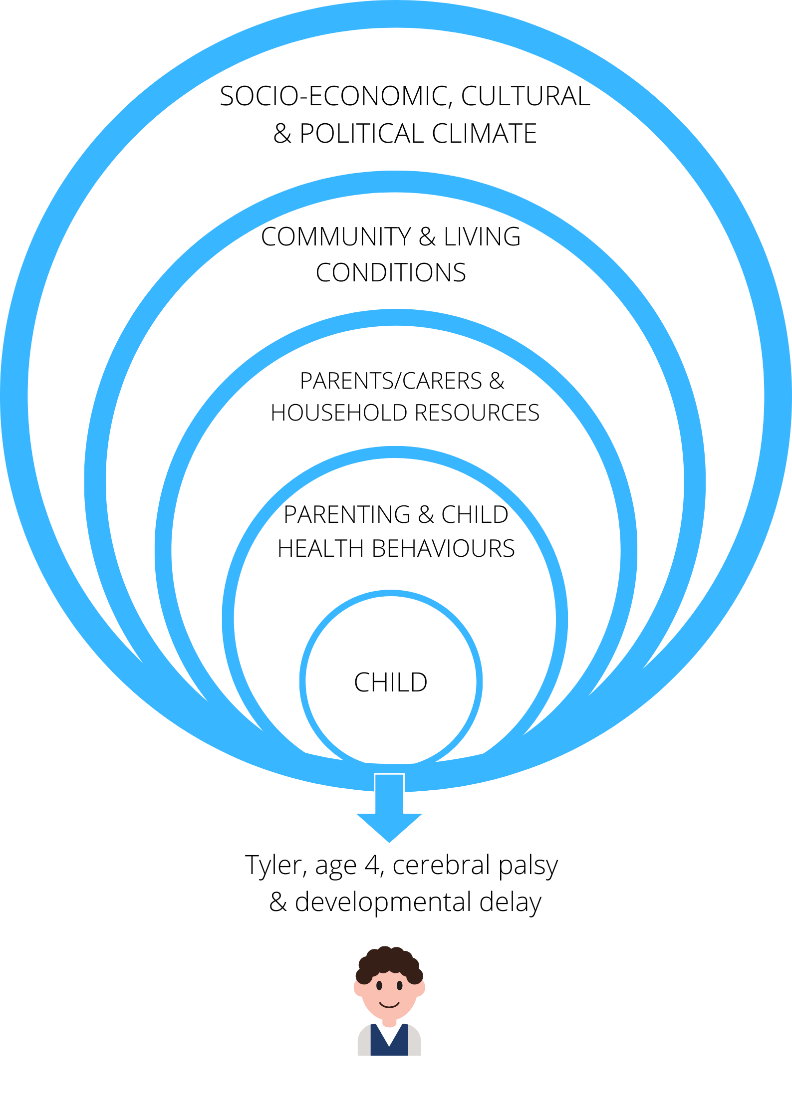 SOCIO-ECONOMIC, CULTURAL
& POLITICAL CLIMATE
COMMUNITY & LIVING
CONDITIONS
PARENTS/CARERS &
HOUSEHOLD RESOURCES
PARENTING & CHILD
HEALTH BEHAVIOURS
CHILD
Tyler, age 4, cerebral palsy
& developmental delay